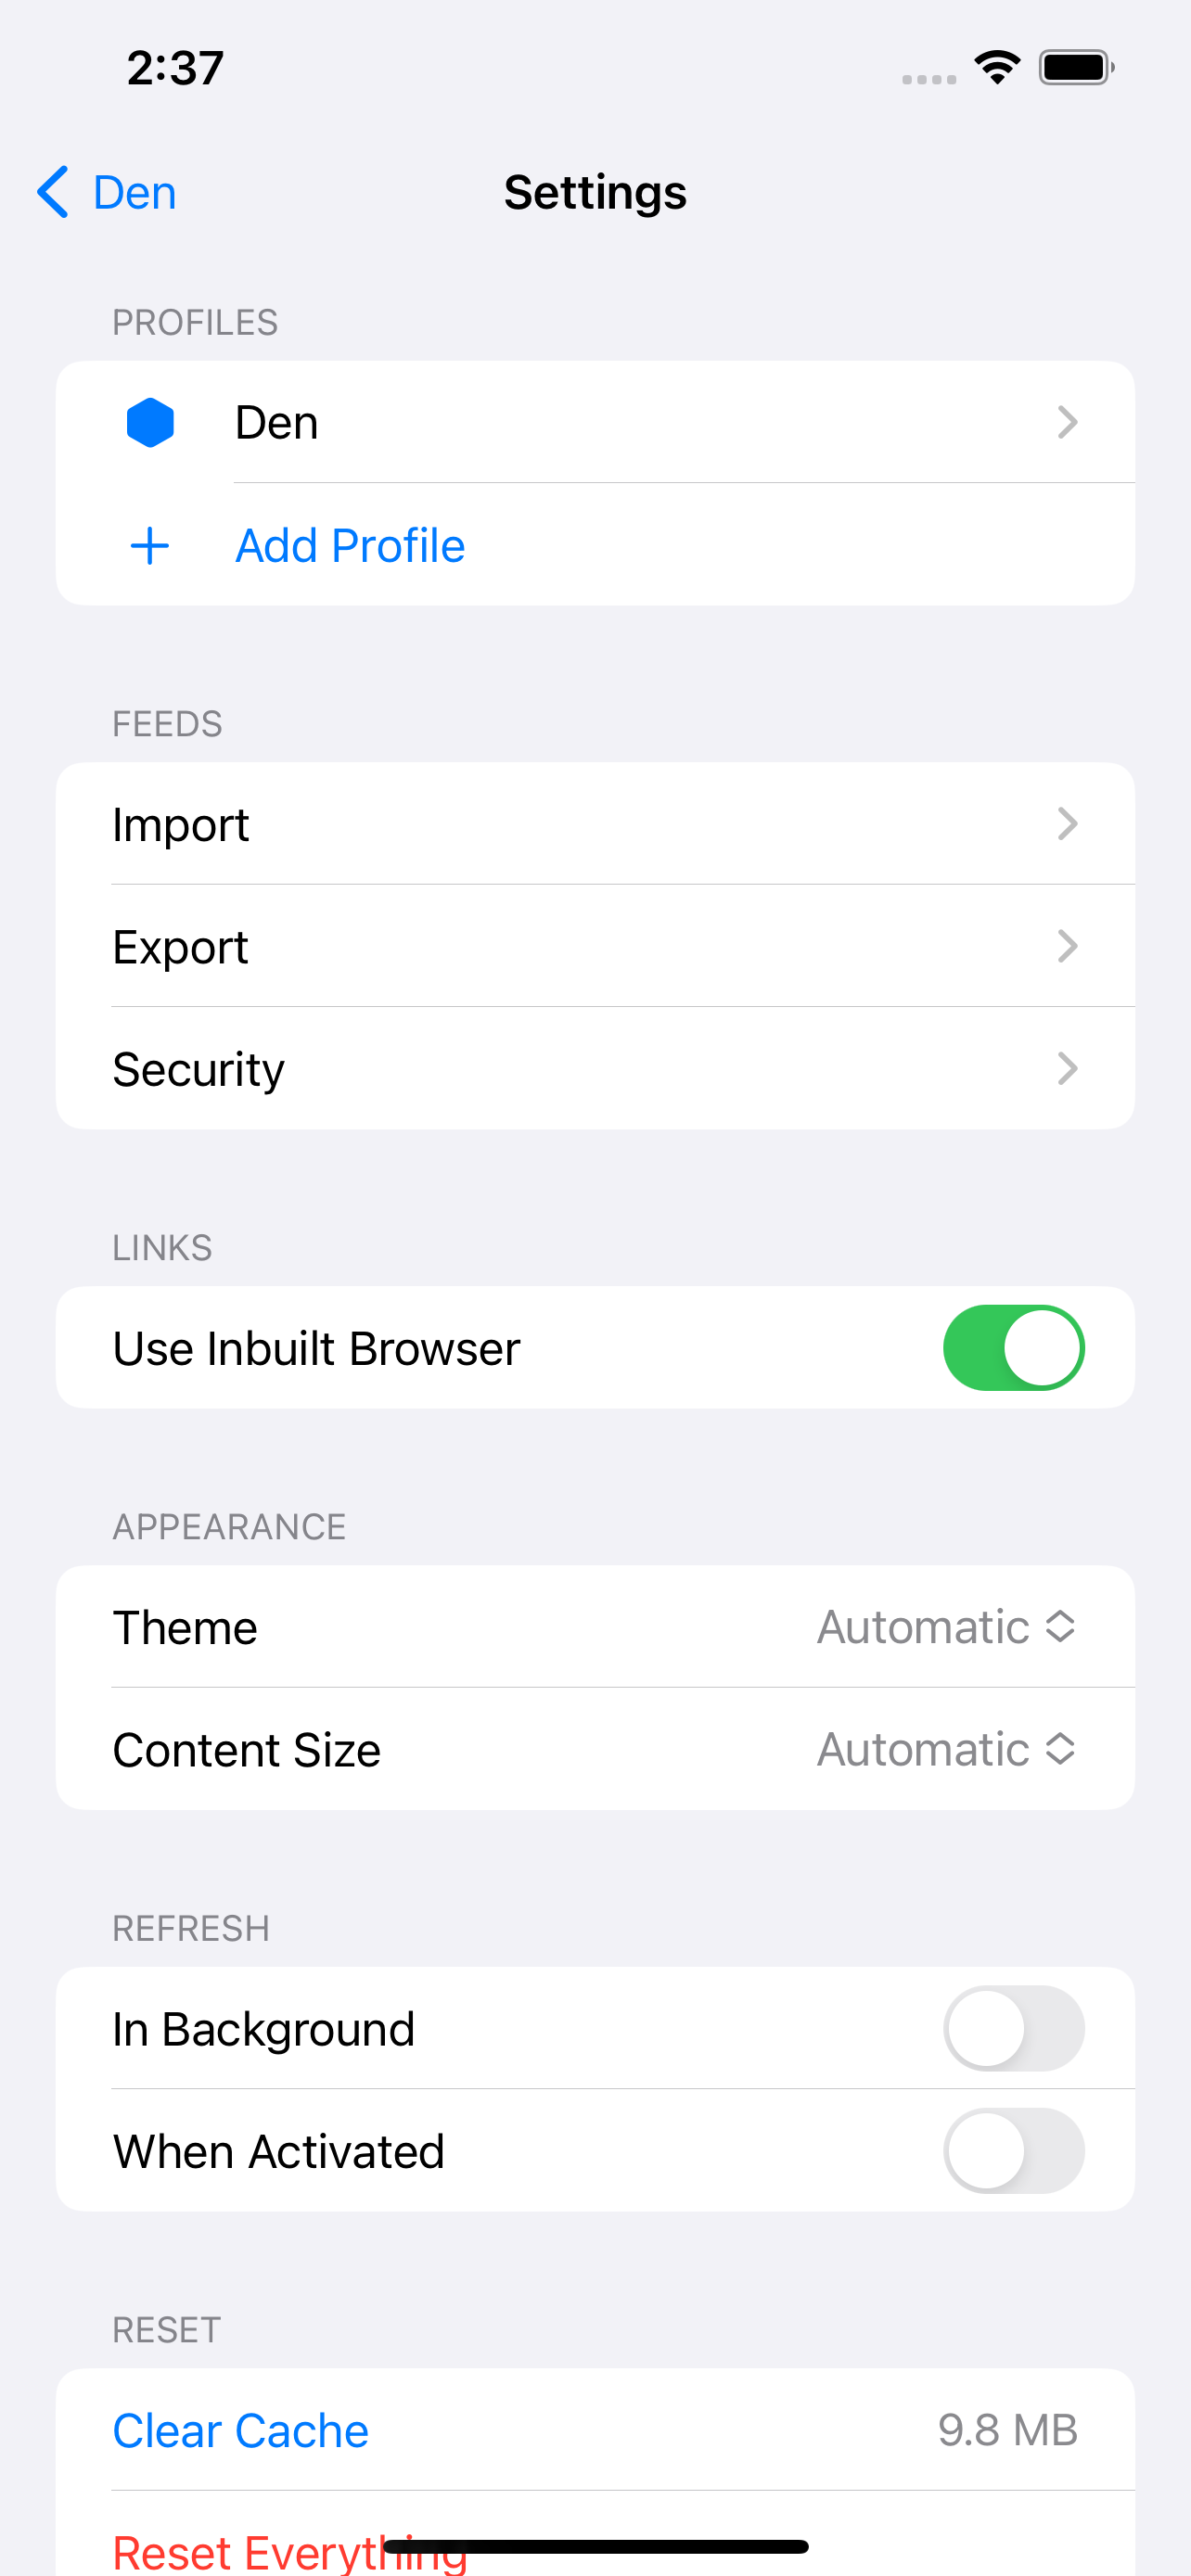 2:37
Den
Settings
PROFILES
Den
Add Profile
FEEDS
Import
Export
Security
LINKS
Use Inbuilt Browser
APPEARANCE
Theme Automatic
Content Size Automatic
REFRESH
In Background
When Activated
RESET
Clear Cache 9.8 MB
Reset Everything